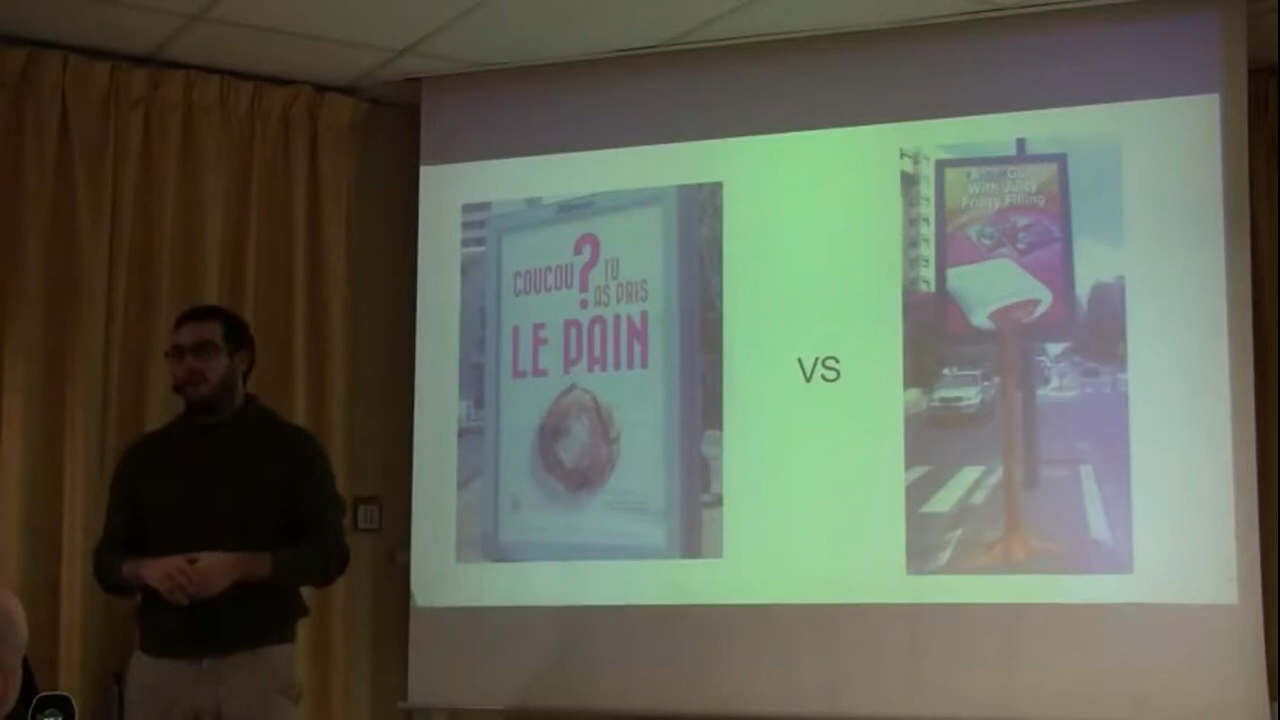 COUCOU ? TU
AS PRIS
LE PAIN
VS
With Juicy
Fruity Filling